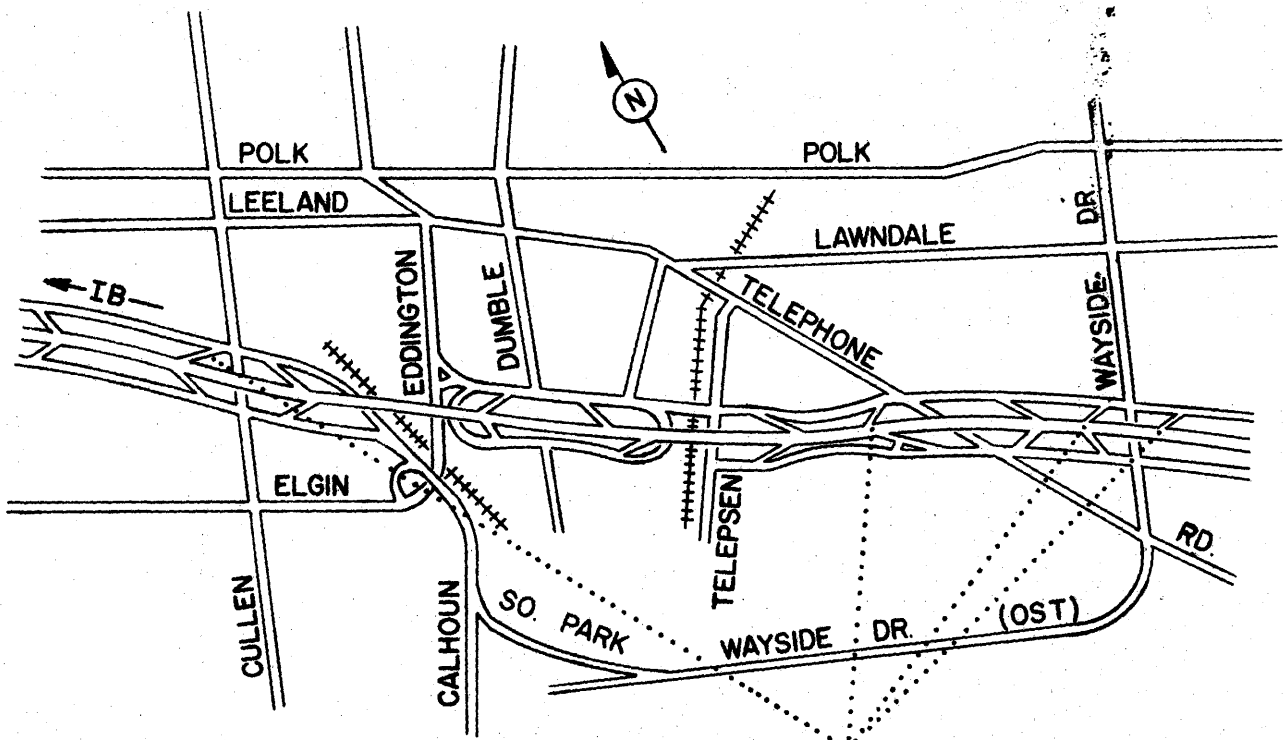 N
POLK
POLK
LEELAND
LAWNDALE
DR.
IB
EDDINGTON
DUMBLE
TELEPHONE
WAYSIDE
ELGIN
TELEPSEN
RD.
CULLEN
CALHOUN
SO. PARK
WAYSIDE DR. (OST)